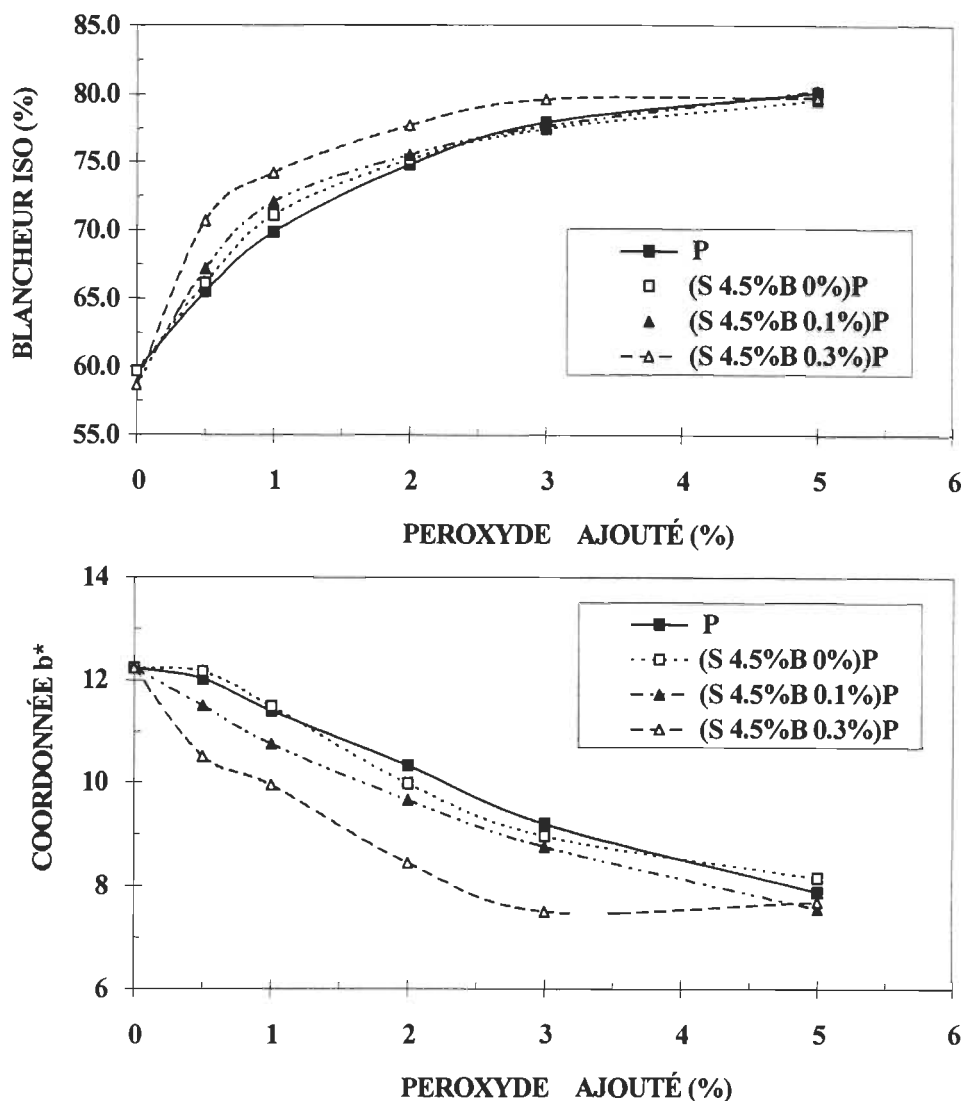 85.0
80.0
75.0
70.0
65.0
60.0
55.0
BLANCHEUR ISO (%)
P
(S 4.5%B 0%)P
(S 4.5%B 0.1%)P
(S 4.5%B 0.3%)P
0 1 2 3 4 5 6
PEROXYDE AJOUTÉ (%)
14
12
10
8
6
COORDONNÉE b*
P
(S 4.5%B 0%)P
(S 4.5%B 0.1%)P
(S 4.5%B 0.3%)P
0 1 2 3 4 5 6
PEROXYDE AJOUTÉ (%)